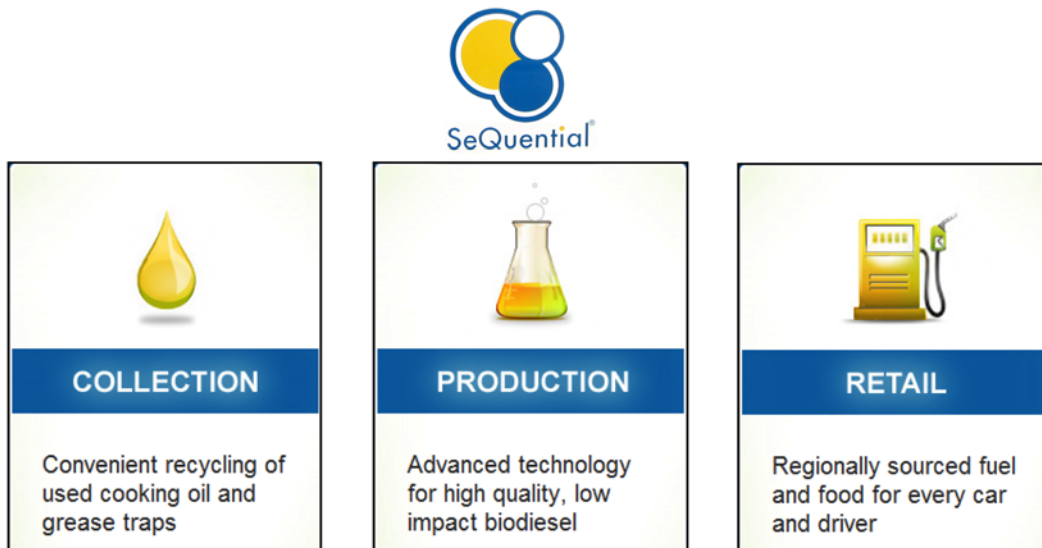 SeQuential®
COLLECTION
Convenient recycling of
used cooking oil and
grease traps
PRODUCTION
Advanced technology
for high quality, low
impact biodiesel
RETAIL
Regionally sourced fuel
and food for every car
and driver